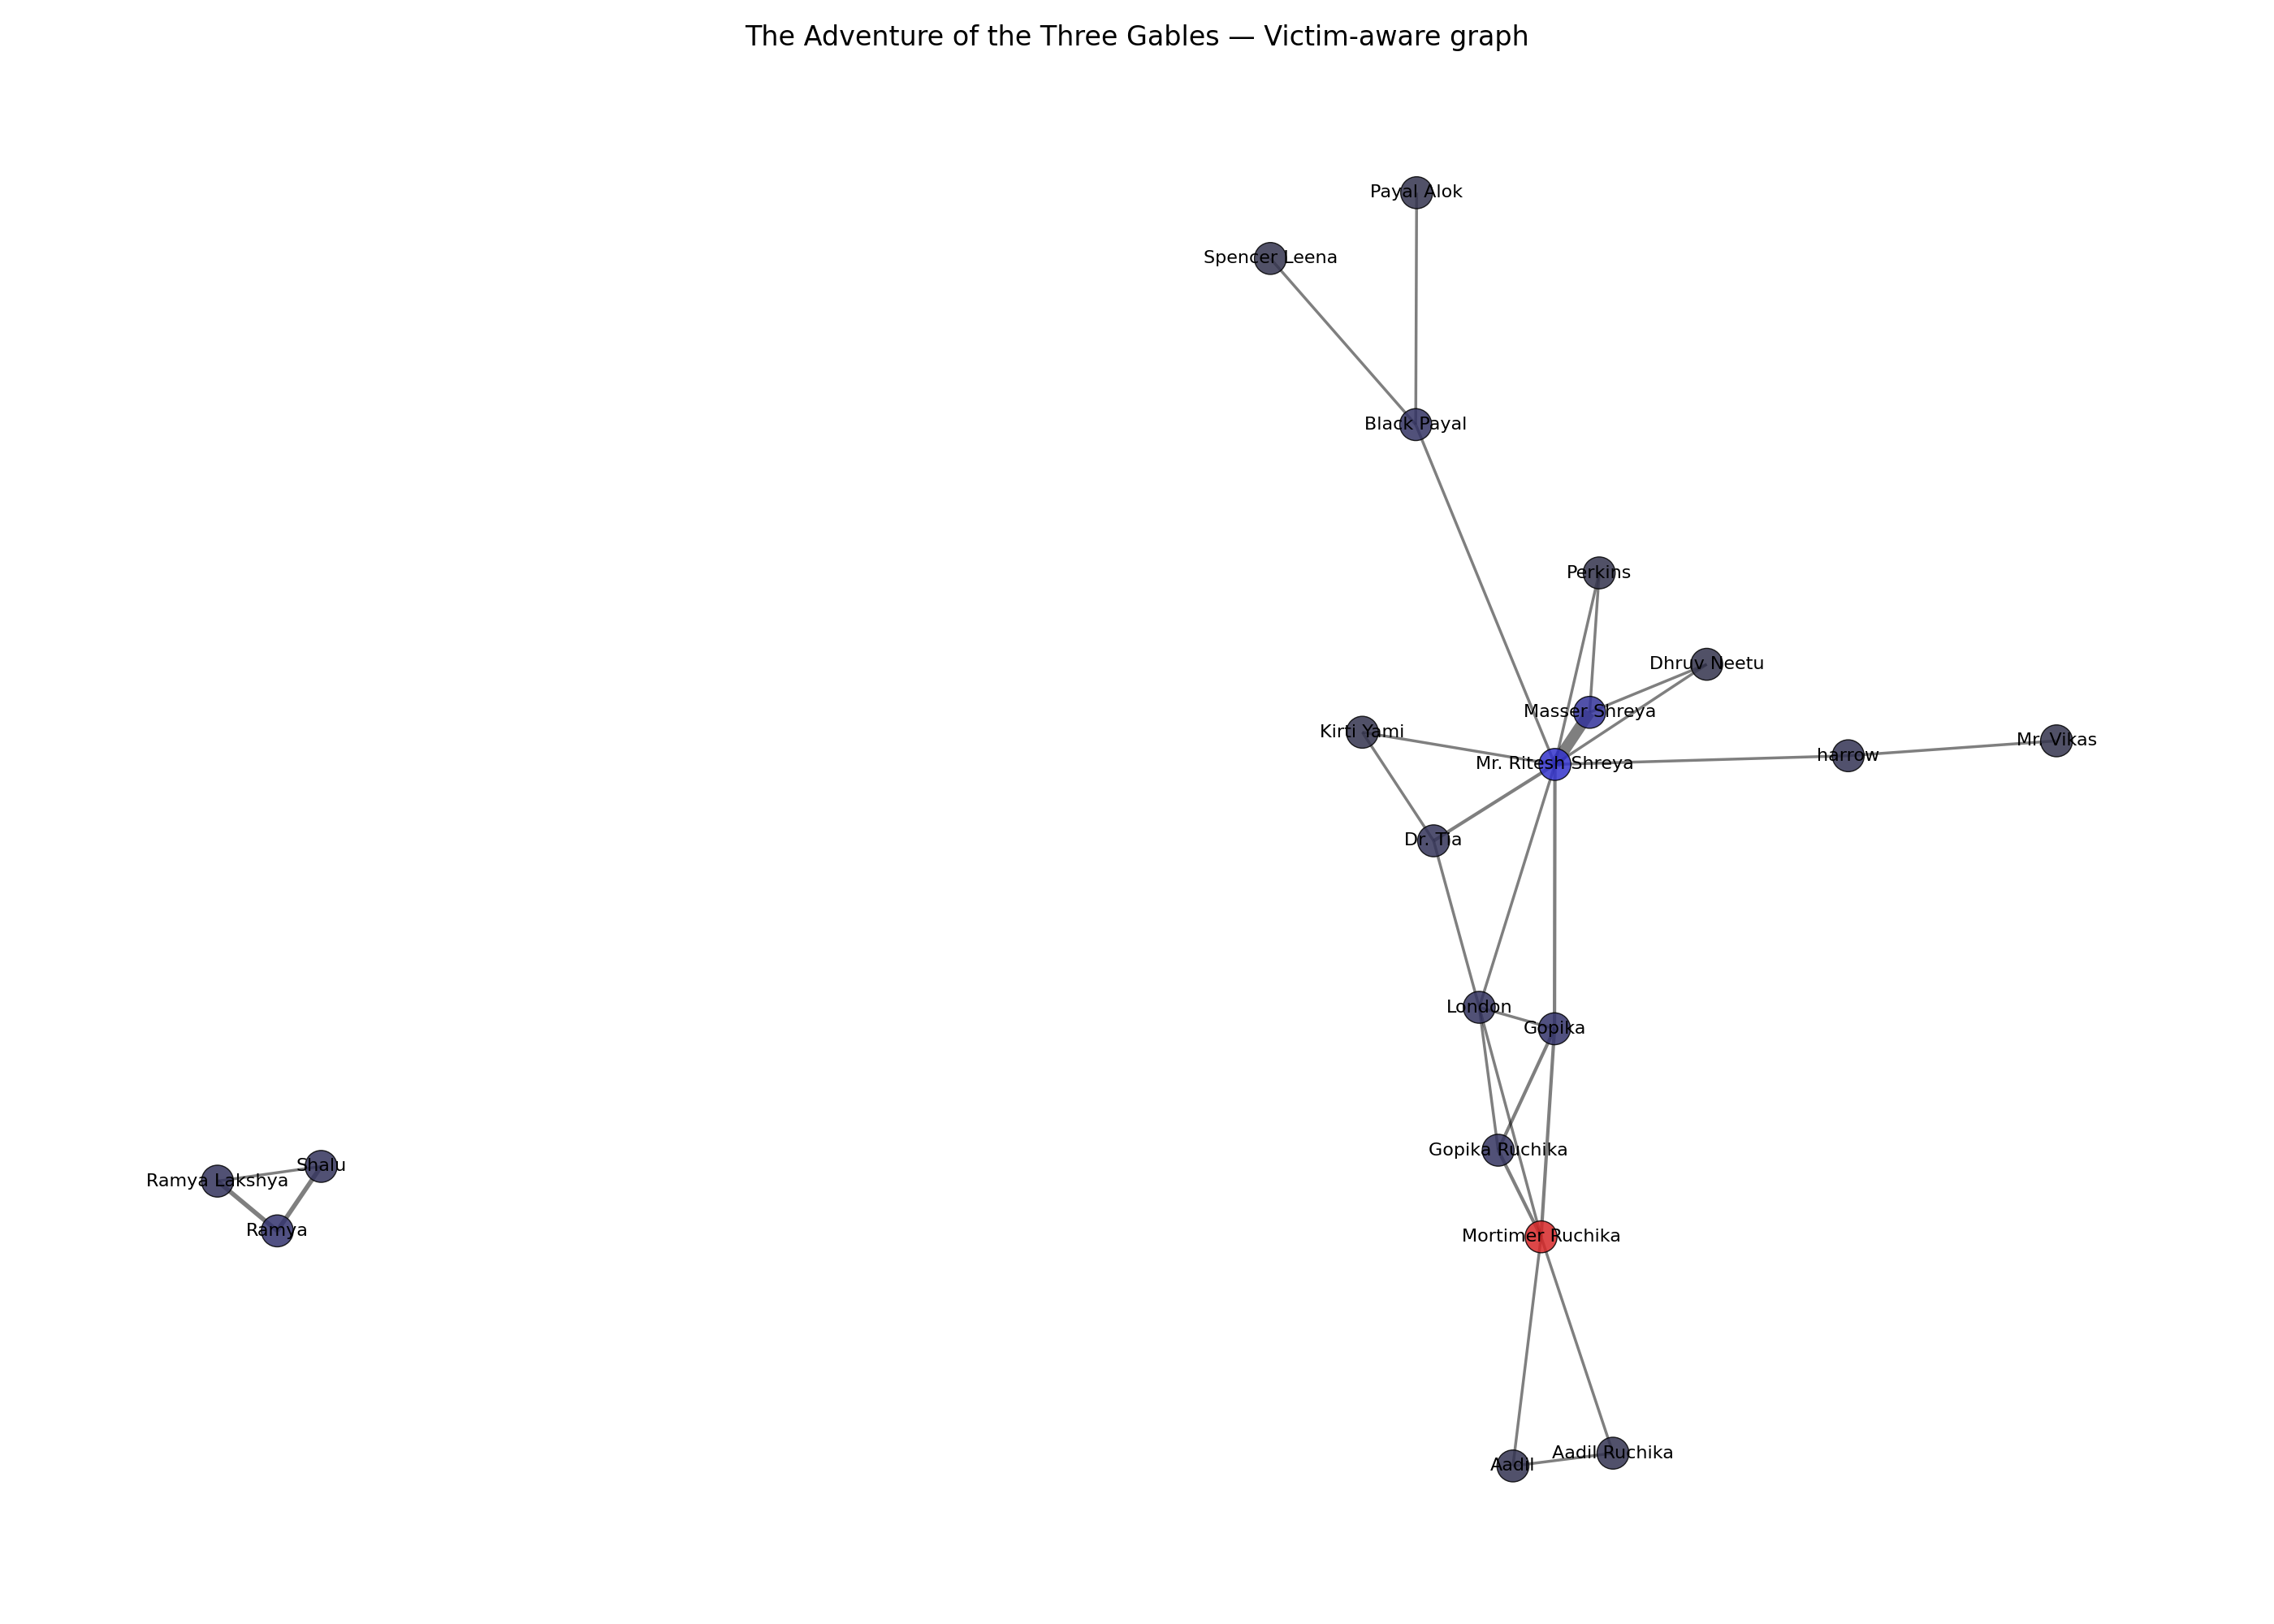 The Adventure of the Three Gables — Victim-aware graph
Payal Alok
Spencer Leena
Black Payal
Perkins
Dhruv Neetu
Masser Shreya
Kirti Yami
Mr. Vikas
harrow
Mr. Ritesh Shreya
Dr. Tia
London
Gopika
Gopika Ruchika
Shalu
Ramya Lakshya
Ramya
Mortimer Ruchika
Aadil Ruchika
Aadil